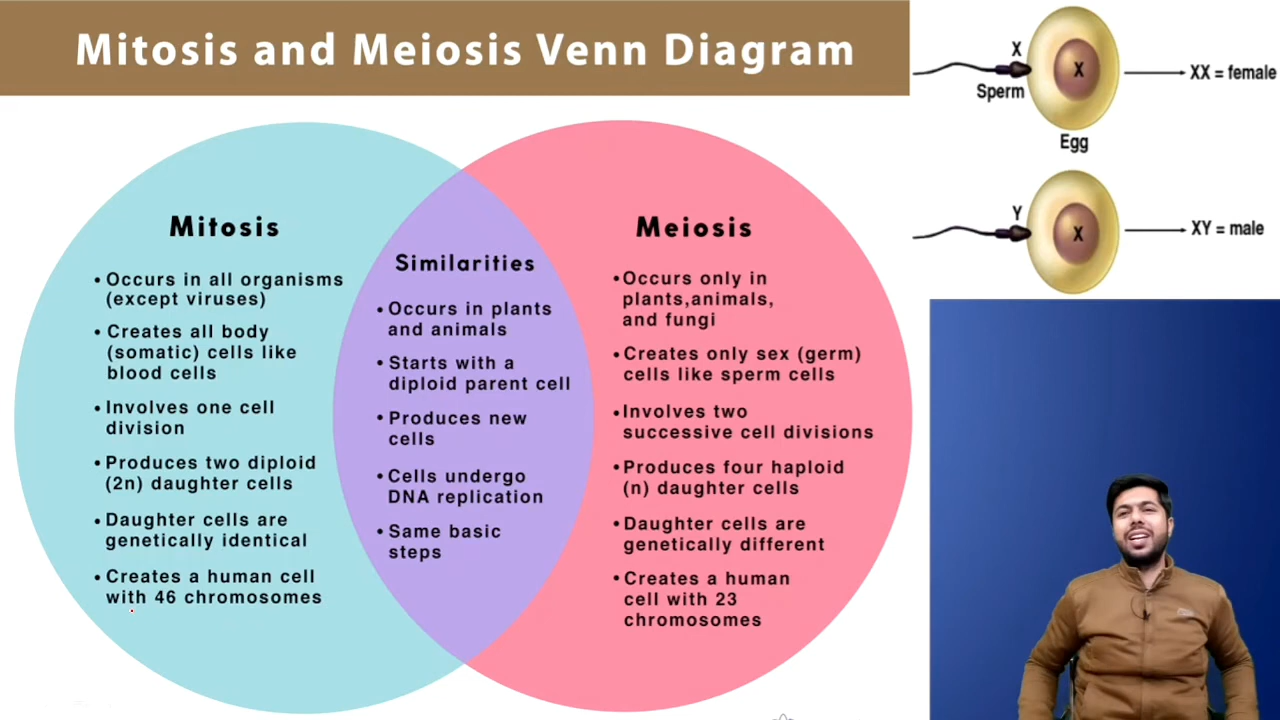 Mitosis and Meiosis Venn Diagram
Mitosis
• Occurs in all organisms
(except viruses)
• Creates all body
(somatic) cells like
blood cells
• Involves one cell
division
• Produces two diploid
(2n) daughter cells
• Daughter cells are
genetically identical
• Creates a human cell
with 46 chromosomes
Similarities
• Occurs in plants
and animals
• Starts with a
diploid parent cell
• Produces new
cells
• Cells undergo
DNA replication
• Same basic
steps
Meiosis
• Occurs only in
plants,animals,
and fungi
• Creates only sex (germ)
cells like sperm cells
• Involves two
successive cell divisions
• Produces four haploid
(n) daughter cells
• Daughter cells are
genetically different
• Creates a human
cell with 23
chromosomes
X
X
XX = female
Sperm
Egg
Y
X
XY = male